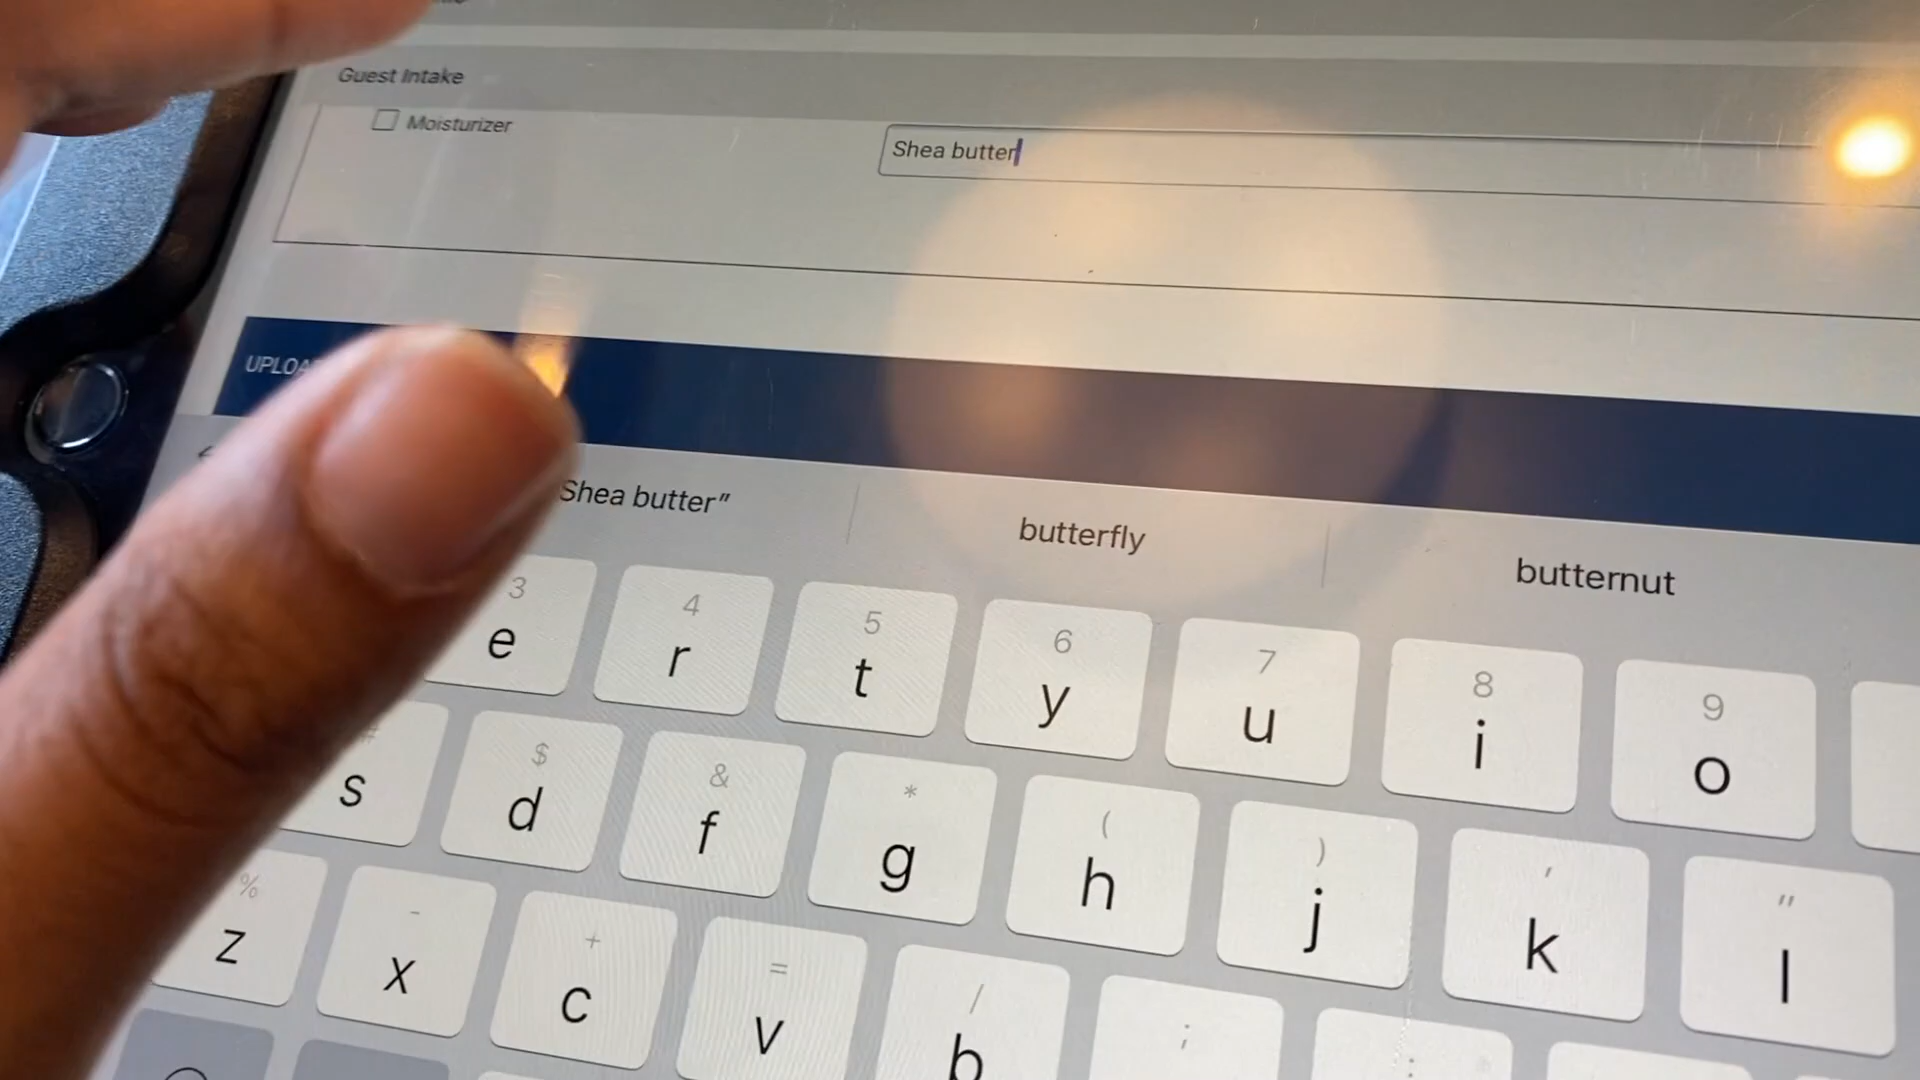 Guest Intake
Moisturizer
Shea butter
UPLOA
Shea butter"
butterfly
butternut
3 4 5 6 7 8 9
e r t y u i o
# $ & * ( ) ' "
s d f g h j k l
% - + = / ; :
z x c v b